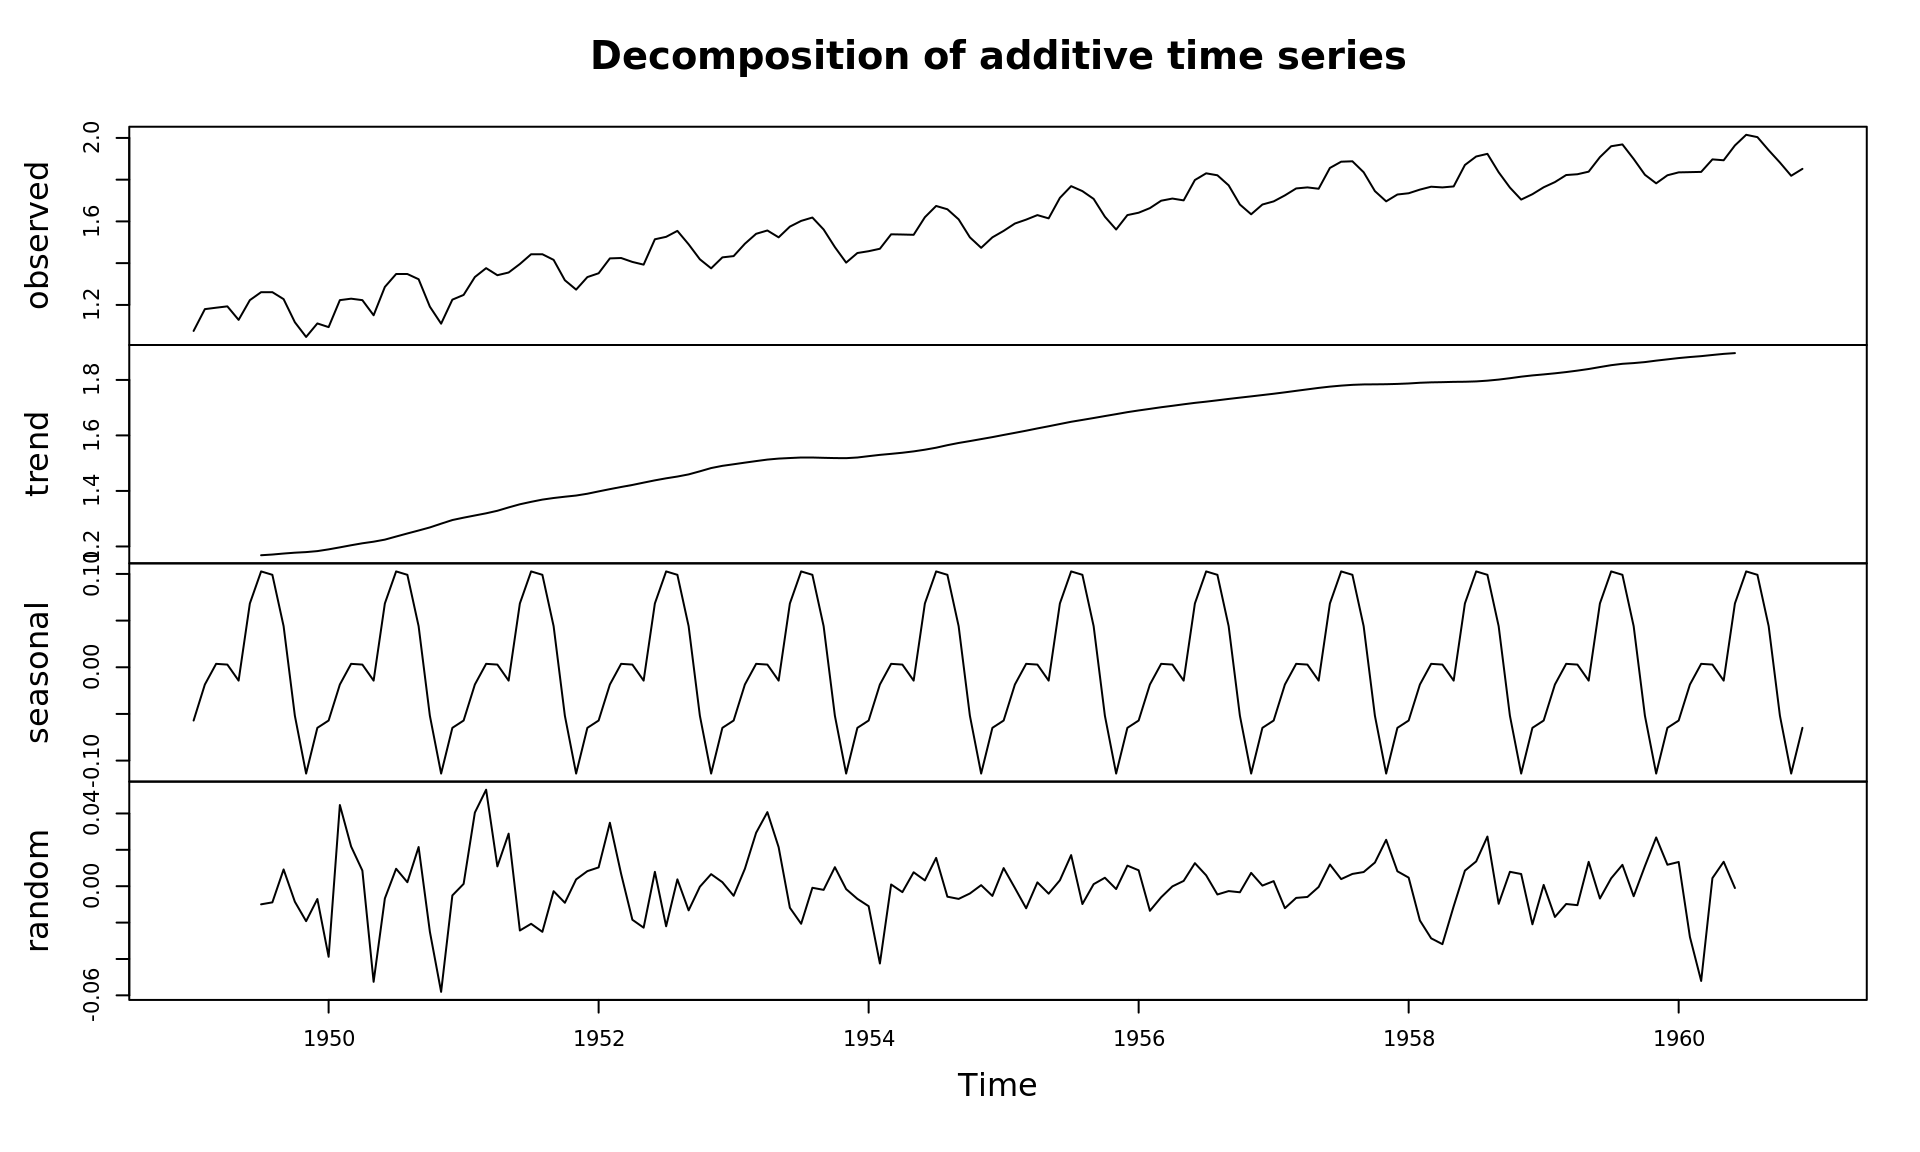 Decomposition of additive time series
observed
1.2 1.6 2.0
trend
1.2 1.4 1.6 1.8
seasonal
-0.10 0.00 0.10
random
-0.06 0.00 0.04
1950 1952 1954 1956 1958 1960
Time